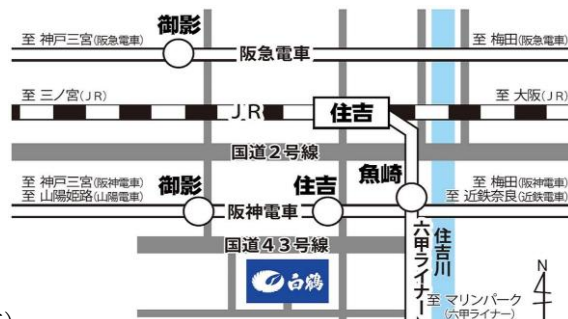 御影
至 神戸三宮(阪急電車)
阪急電車
至 梅田(阪急電車)
至 三ノ宮(JR)
JR
住吉
至 大阪(JR)
国道2号線
至 神戸三宮(阪神電車)
至 山陽姫路(山陽電車)
御影
阪神電車
住吉
魚崎
至 梅田(阪神電車)
至 近鉄奈良(近鉄電車)
国道43号線
白鶴
六甲ライナー
住吉川
N
至 マリンパーク
(六甲ライナー)